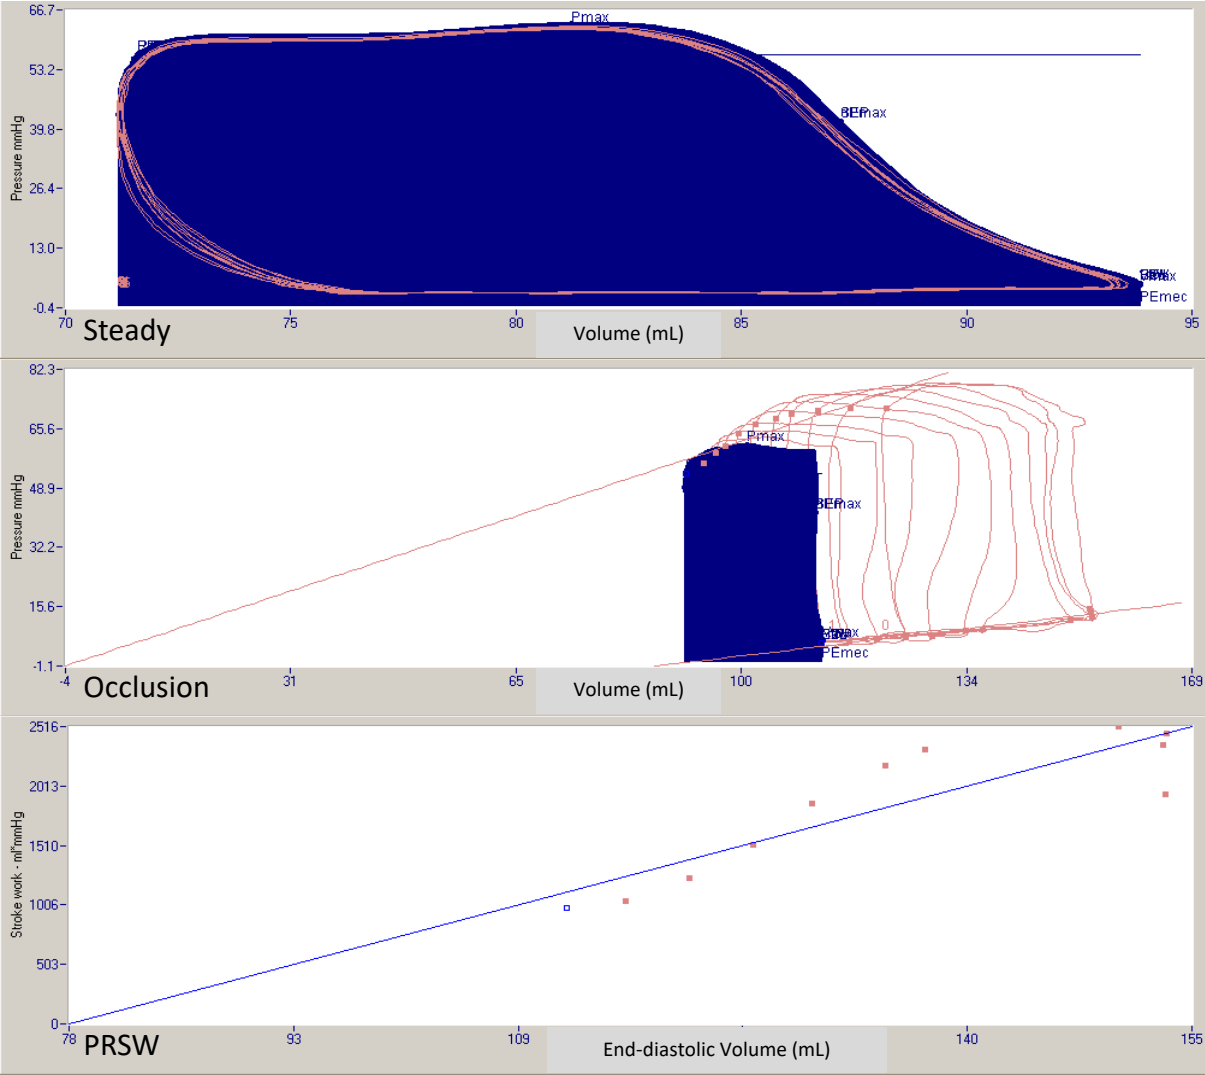 66.7
53.2
39.8
26.4
13.0
-0.4
Pressure mmHg
Pmax
PEmec
70
75
80
85
90
95
Steady
Volume (mL)
82.3
65.6
48.9
32.2
15.6
-1.1
Pressure mmHg
Pmax
0
PEmec
-4
31
65
100
134
169
Occlusion
Volume (mL)
2516
2013
1510
1006
503
0
Stroke work - ml*mmHg
78
93
109
140
155
PRSW
End-diastolic Volume (mL)